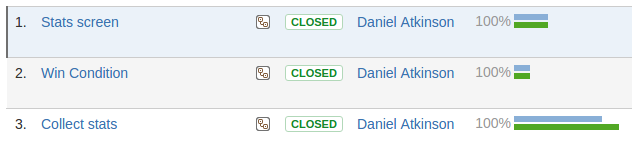 1. Stats screen CLOSED Daniel Atkinson 100%
2. Win Condition CLOSED Daniel Atkinson 100%
3. Collect stats CLOSED Daniel Atkinson 100%